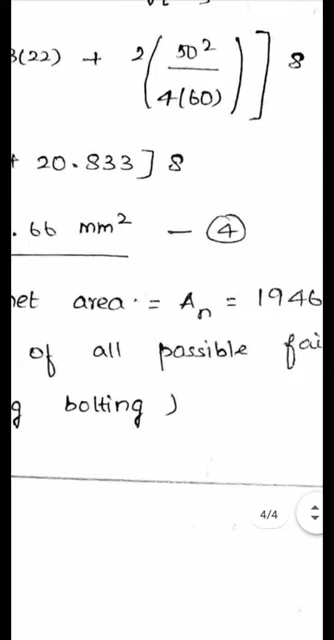 3(22) + 2(50²/4(60))] 8
+ 20.833] 8
.66 mm² - ④
net area = Aₙ = 1946
of all possible fai
g bolting)
4/4